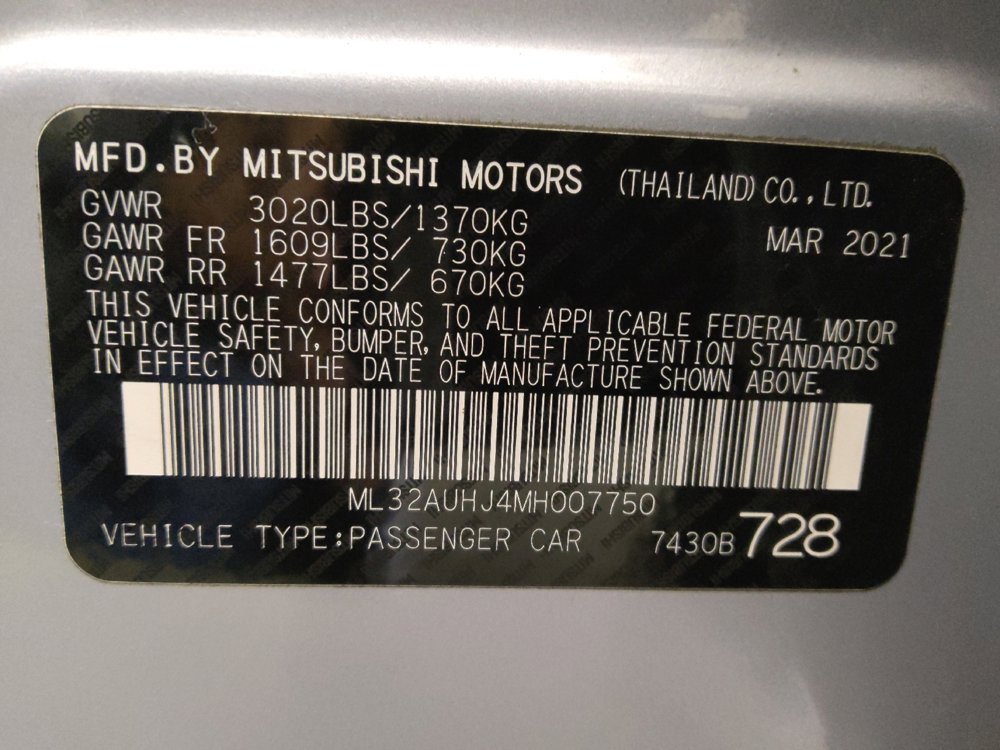 MFD.BY MITSUBISHI MOTORS (THAILAND) CO., LTD.
GVWR 3020LBS/1370KG
GAWR FR 1609LBS/ 730KG MAR 2021
GAWR RR 1477LBS/ 670KG
THIS VEHICLE CONFORMS TO ALL APPLICABLE FEDERAL MOTOR
VEHICLE SAFETY, BUMPER, AND THEFT PREVENTION STANDARDS
IN EFFECT ON THE DATE OF MANUFACTURE SHOWN ABOVE.
ML32AUHJ4MH007750
VEHICLE TYPE:PASSENGER CAR 7430B 728